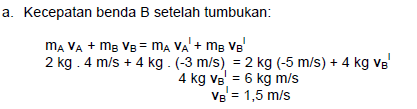 a. Kecepatan benda B setelah tumbukan:
mA vA + mB vB = mA vA' + mB vB'
2 kg . 4 m/s + 4 kg . (-3 m/s) = 2 kg (-5 m/s) + 4 kg vB'
4 kg vB' = 6 kg m/s
vB' = 1,5 m/s